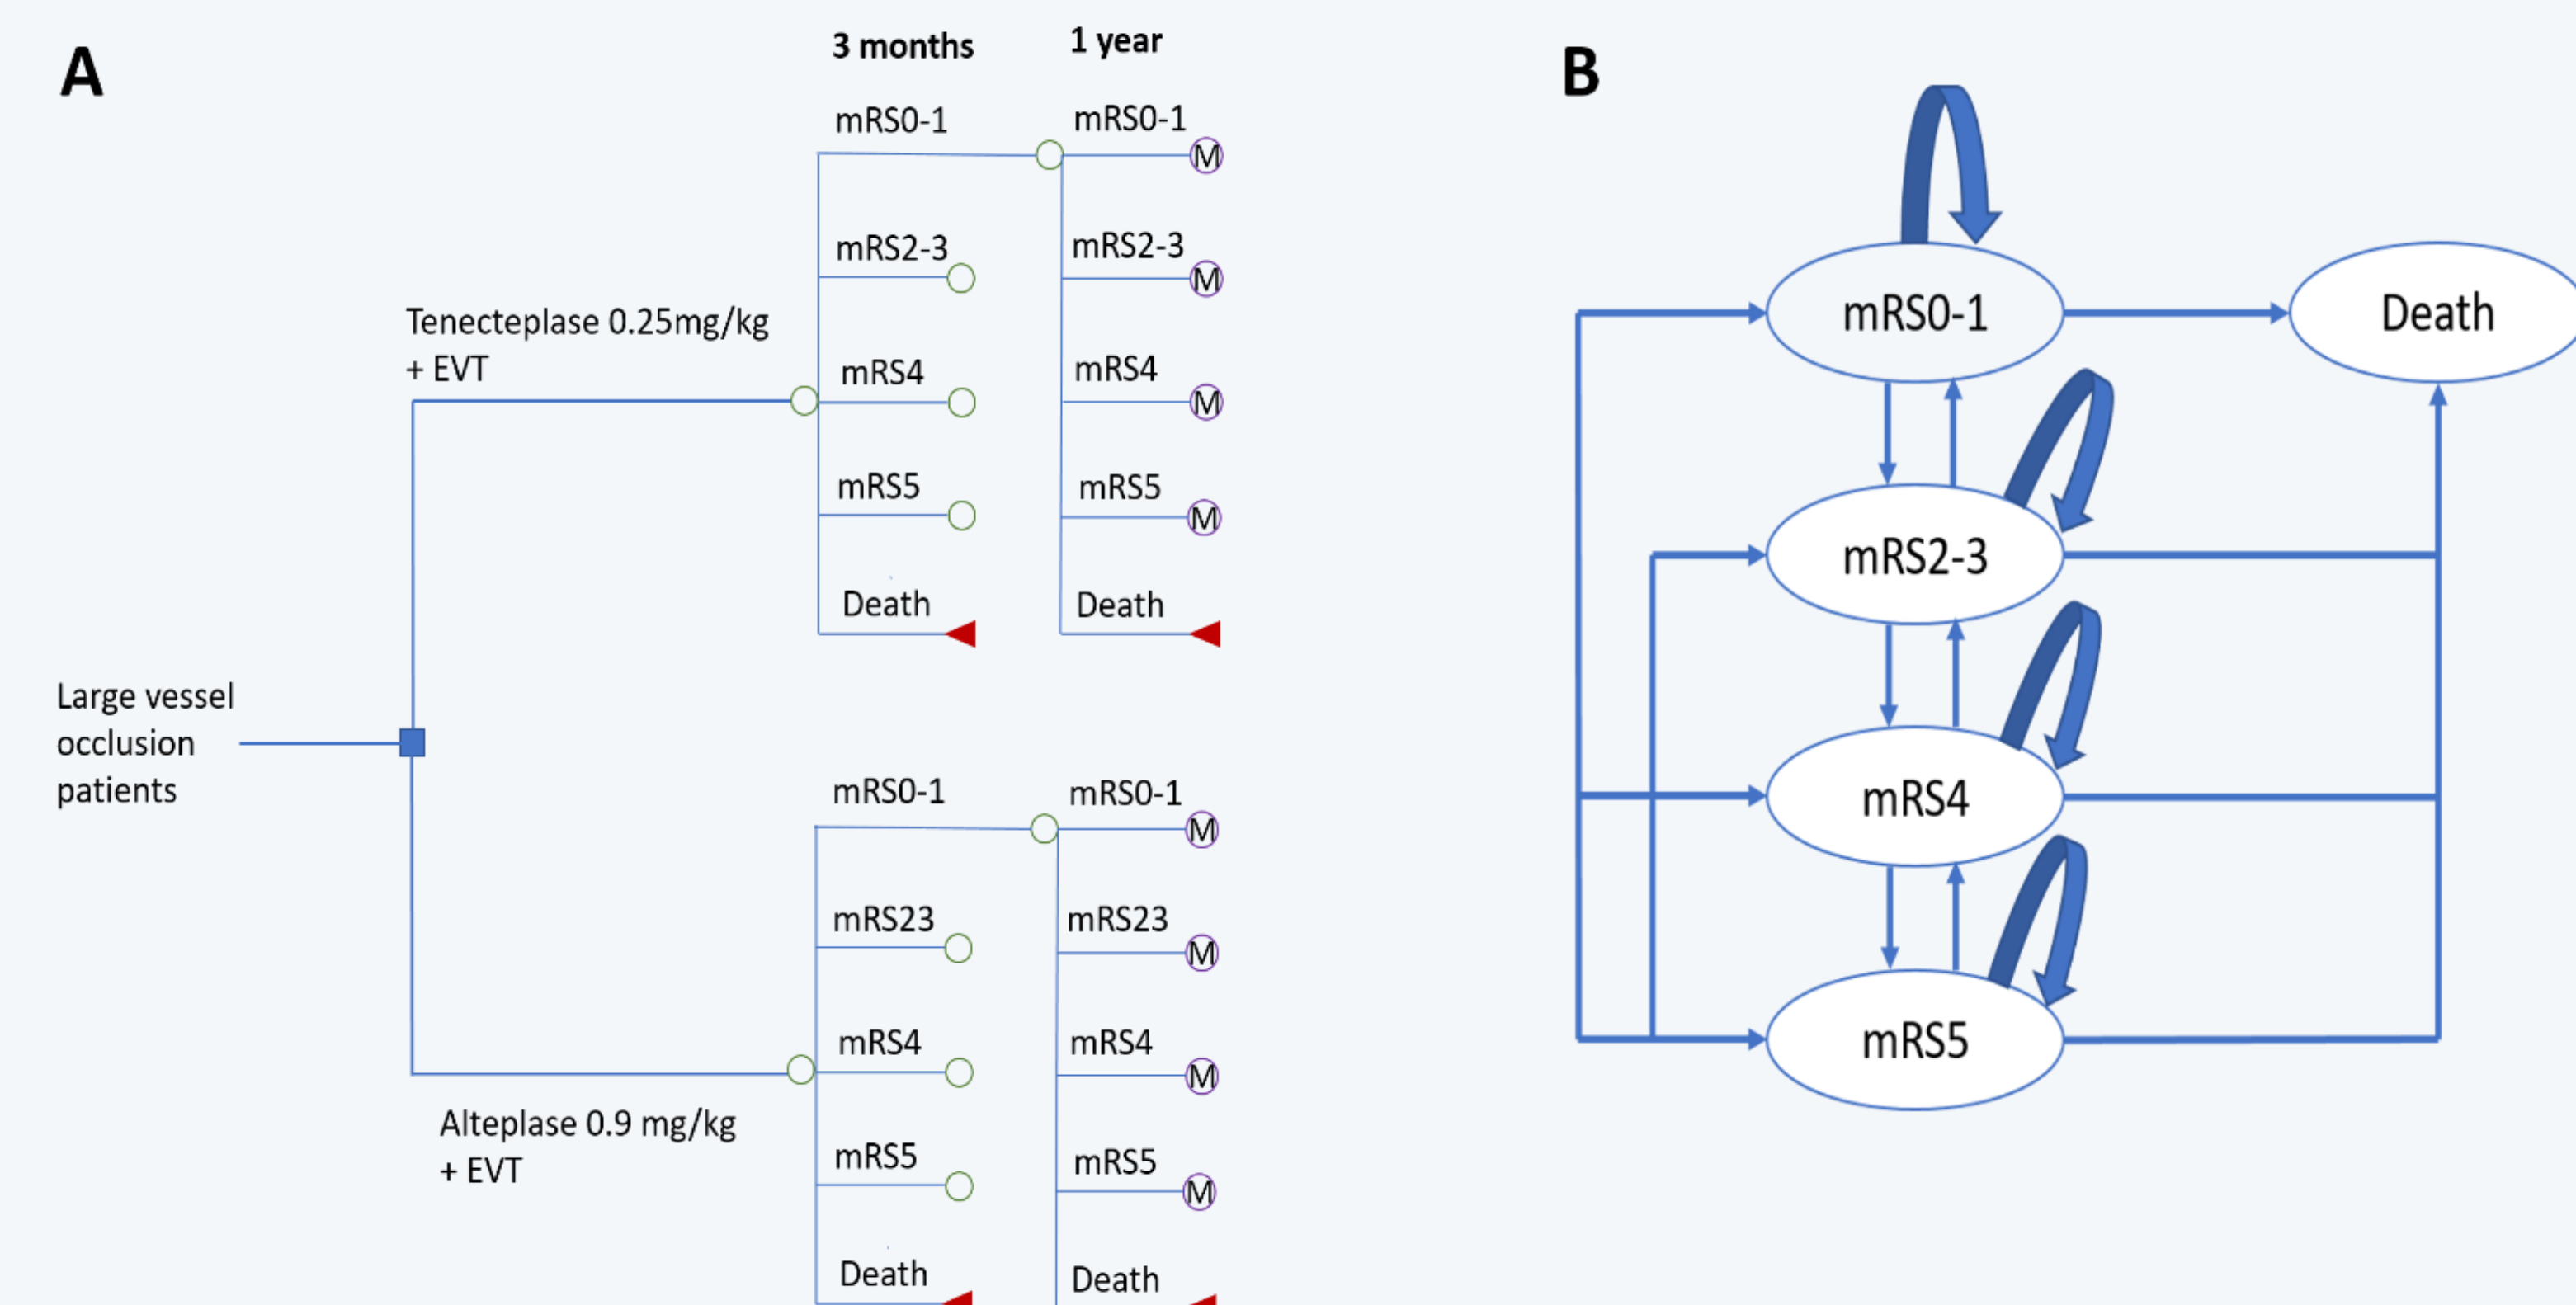 A
3 months
1 year
mRS0-1
mRS0-1
M
mRS2-3
mRS2-3
M
Tenecteplase 0.25mg/kg
+ EVT
mRS4
mRS4
M
mRS5
mRS5
M
Death
Death
Large vessel
occlusion
patients
mRS0-1
mRS0-1
M
mRS23
mRS23
M
mRS4
mRS4
M
Alteplase 0.9 mg/kg
+ EVT
mRS5
mRS5
M
Death
Death
B
mRS0-1
Death
mRS2-3
mRS4
mRS5